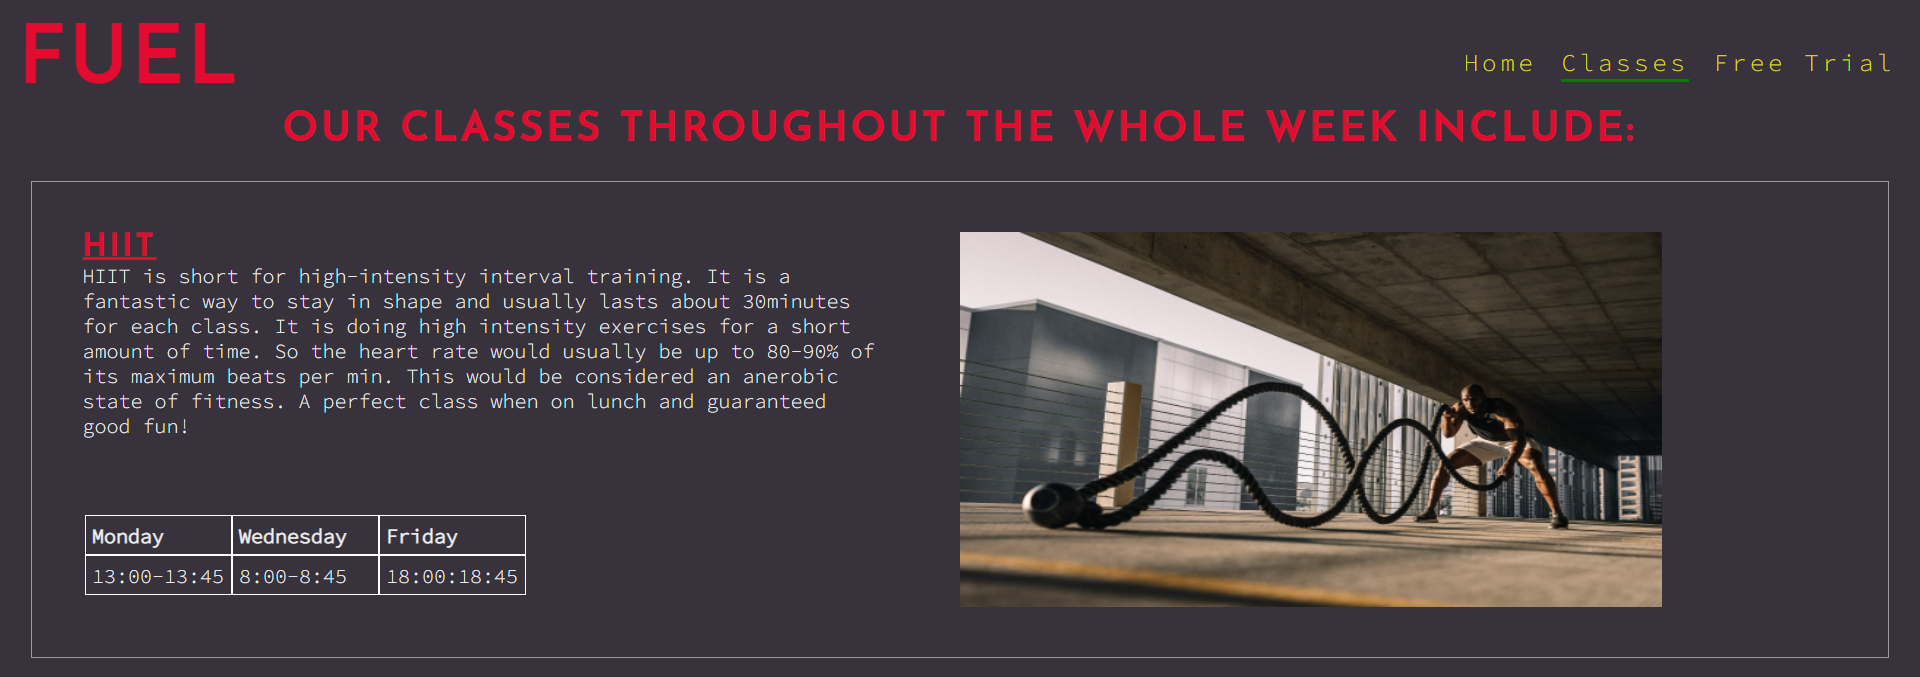 FUEL
Home Classes Free Trial
OUR CLASSES THROUGHOUT THE WHOLE WEEK INCLUDE:
HIIT
HIIT is short for high-intensity interval training. It is a
fantastic way to stay in shape and usually lasts about 30minutes
for each class. It is doing high intensity exercises for a short
amount of time. So the heart rate would usually be up to 80-90% of
its maximum beats per min. This would be considered an anerobic
state of fitness. A perfect class when on lunch and guaranteed
good fun!
Monday Wednesday Friday
13:00-13:45 8:00-8:45 18:00:18:45